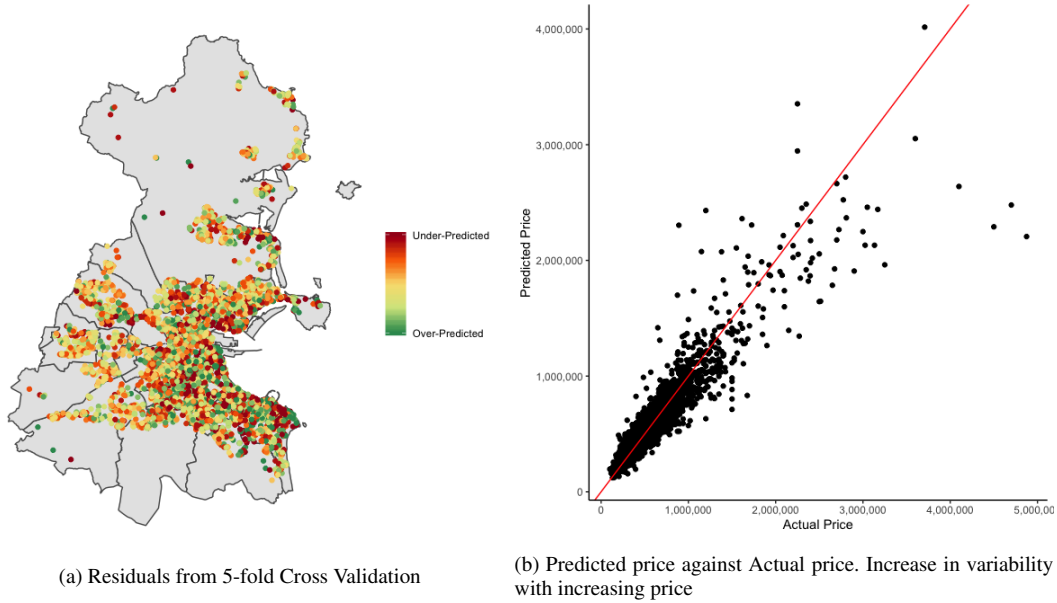 Under-Predicted
Over-Predicted
(a) Residuals from 5-fold Cross Validation
Predicted Price
4,000,000
3,000,000
2,000,000
1,000,000
0
0 1,000,000 2,000,000 3,000,000 4,000,000 5,000,00
Actual Price
(b) Predicted price against Actual price. Increase in variability
with increasing price